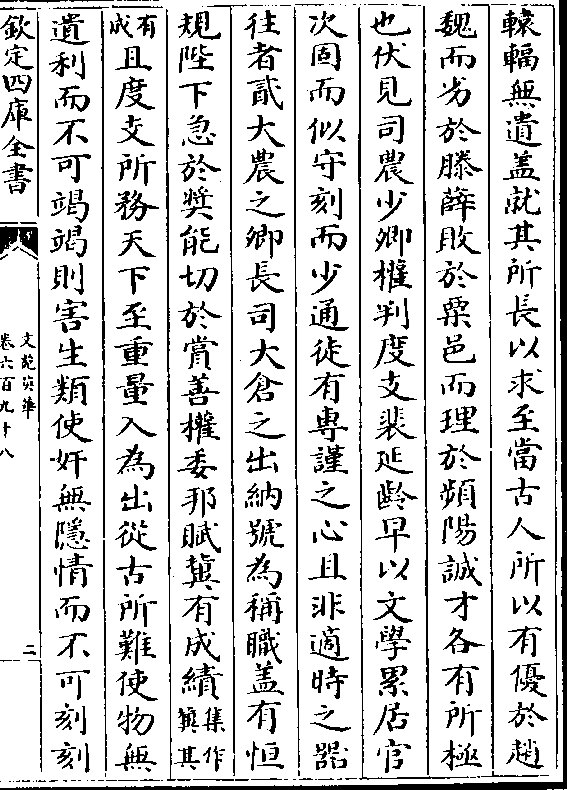 轅輻無遺盖就其所長以求至當古人所以有優於趙
魏而劣於滕薛敗於粟邑而理於頻陽誠才各有所極
也伏見司農少卿權判度支裴延齡早以文學累居官
次固而似守刻而少通徒有專謹之心且非適時之器
往者貳大農之卿長司大倉之出納號為稱職盖有恒
規陛下急於奬能切於賞善權委邦賦冀有成績集作冀其
有成且度支所務天下至重量入為出從古所難使物無
遺利而不可竭竭則害生類使奸無隱情而不可刻刻
欽定四庫全書
文苑英華
卷六百九十八
三